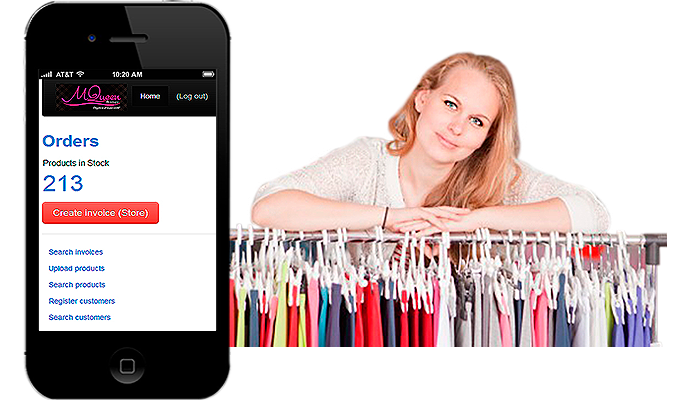 AT&T 10:20 AM
MQueen
Home (Log out)
Orders
Products in Stock
213
Create invoice (Store)
Search invoices
Upload products
Search products
Register customers
Search customers